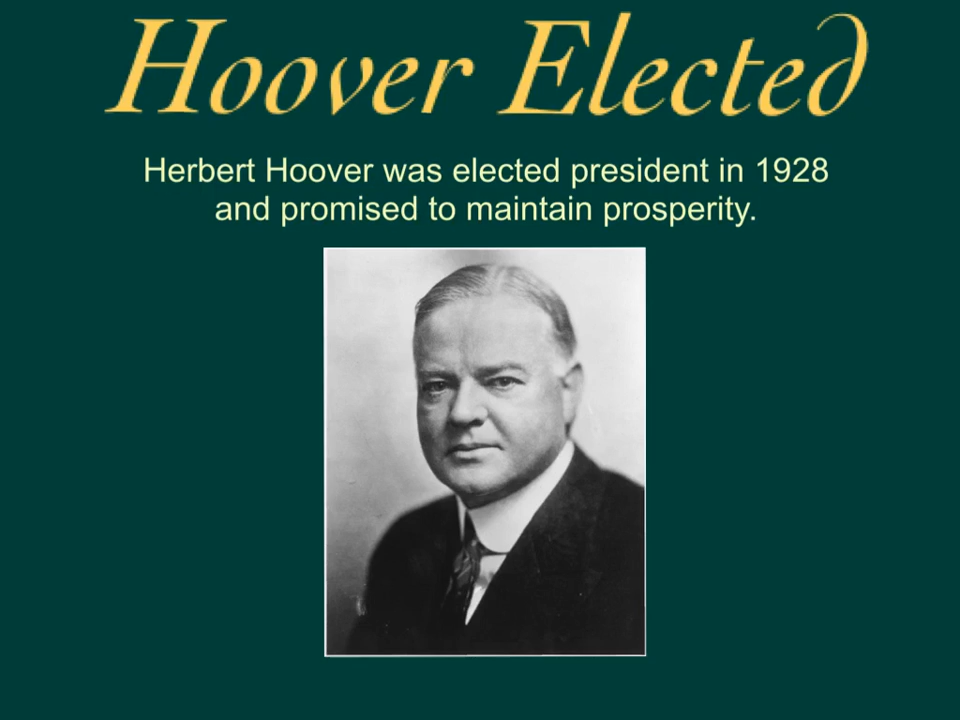 Hoover Elected
Herbert Hoover was elected president in 1928
and promised to maintain prosperity.